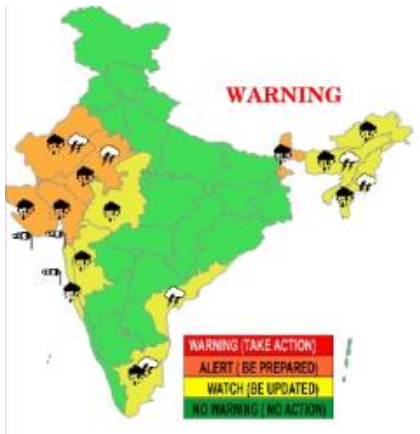 WARNING
WARNING (TAKE ACTION)
ALERT ( BE PREPARED)
WATCH (BE UPDATED)
NO WARNING ( NO ACTION)